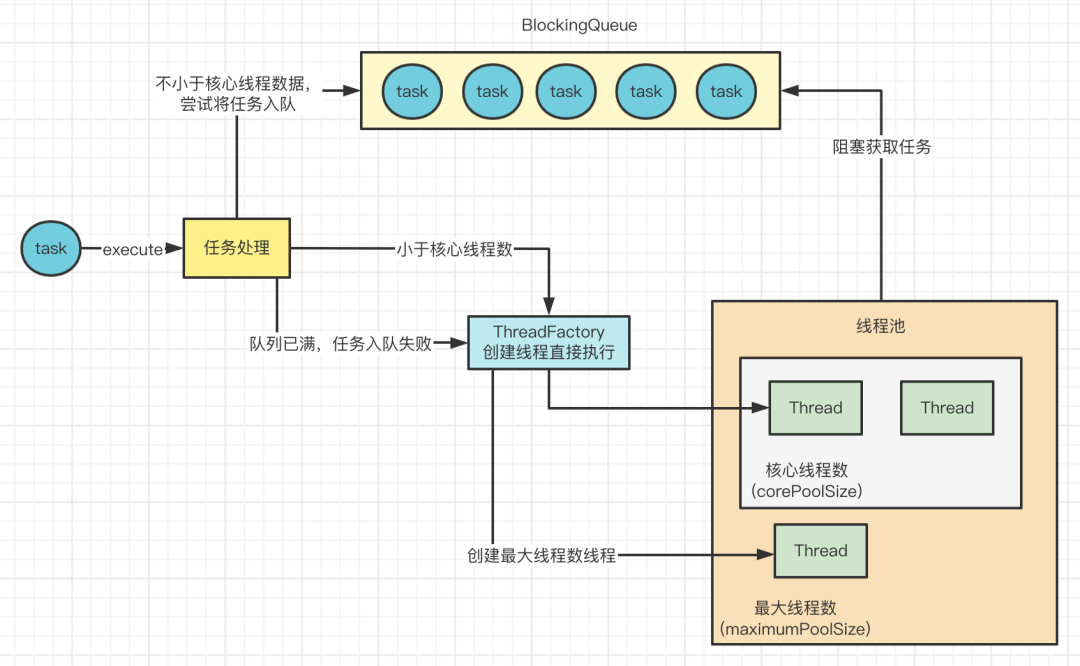 BlockingQueue
task
task
task
task
task
不小于核心线程数据，
尝试将任务入队
阻塞获取任务
task
execute
任务处理
小于核心线程数
队列已满，任务入队失败
ThreadFactory
创建线程直接执行
线程池
Thread
Thread
核心线程数
(corePoolSize)
创建最大线程数线程
Thread
最大线程数
(maximumPoolSize)